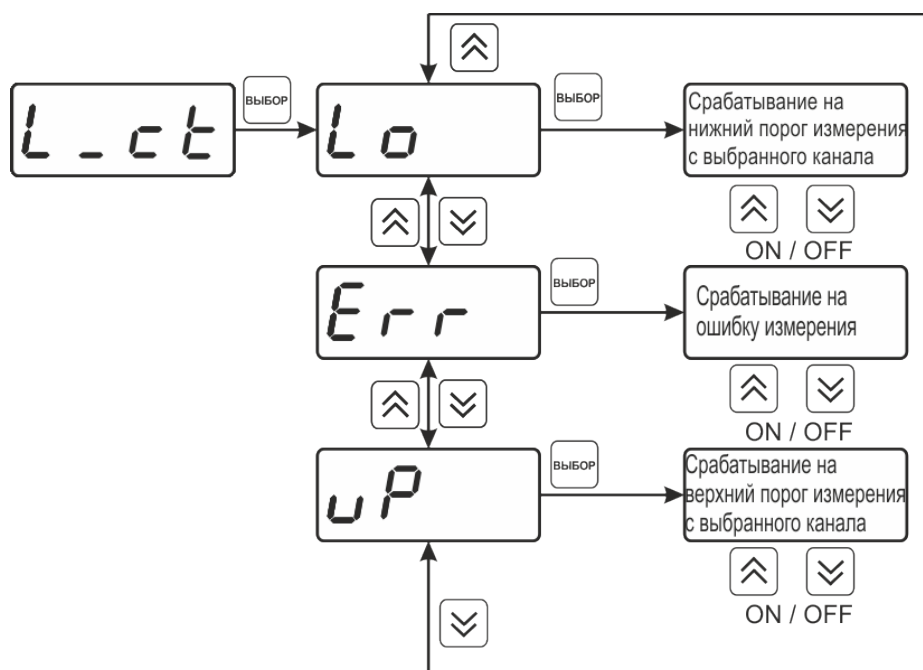 L_ct
ВЫБОР
Lo
ВЫБОР
Срабатывание на
нижний порог измерения
с выбранного канала
ON / OFF
Err
ВЫБОР
Срабатывание на
ошибку измерения
ON / OFF
uP
ВЫБОР
Срабатывание на
верхний порог измерения
с выбранного канала
ON / OFF